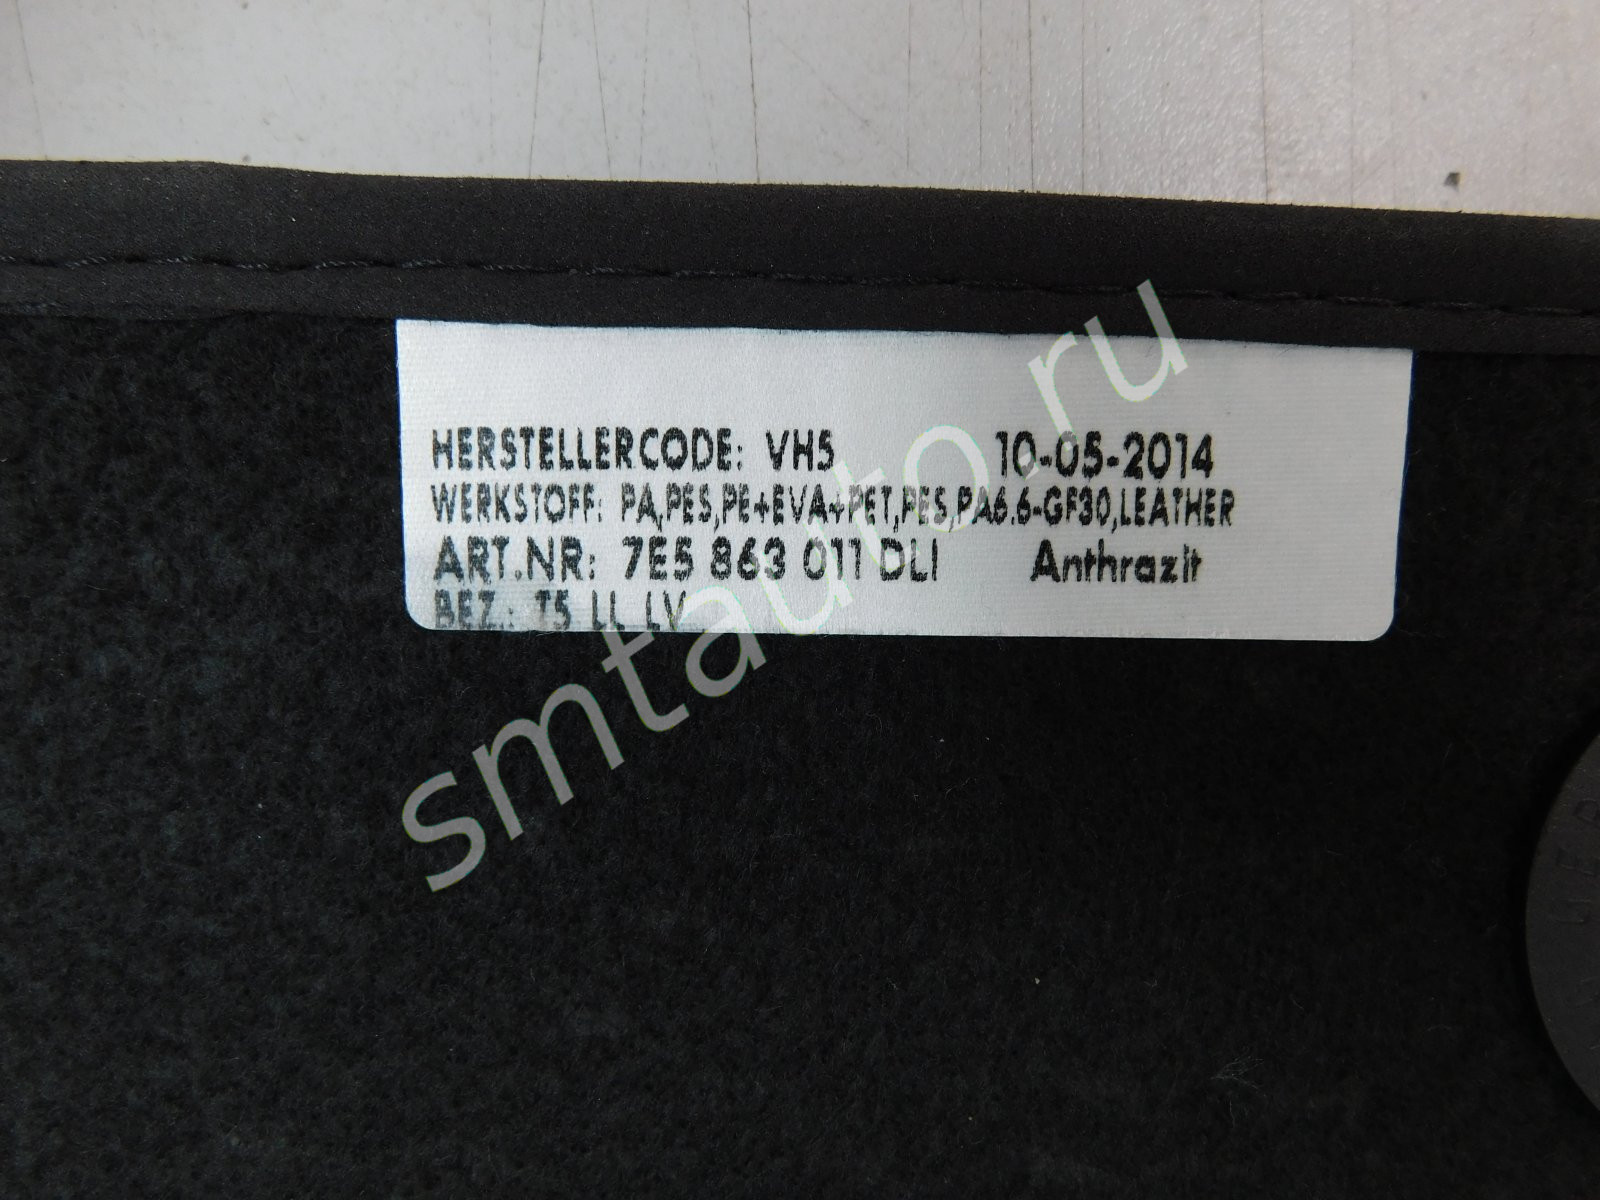 HERSTELLERCODE: VH5 10-05-2014
WERKSTOFF: PA,PES,PE+EVA+PET,PES,PA6.6-GF30,LEATHER
ART.NR: 7E5 863 011 DLI Anthrazit
BEZ.: T5 LL LV
smtauto.ru